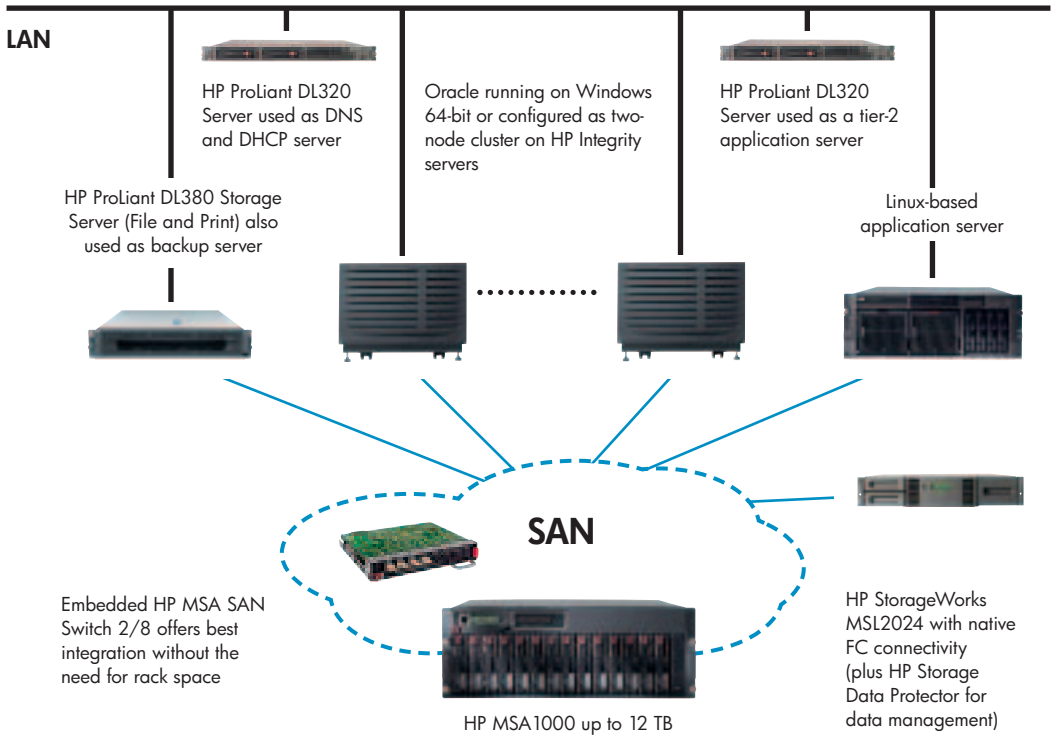 LAN
HP ProLiant DL320
Server used as DNS
and DHCP server
Oracle running on Windows
64-bit or configured as two-
node cluster on HP Integrity
servers
HP ProLiant DL320
Server used as a tier-2
application server
HP ProLiant DL380 Storage
Server (File and Print) also
used as backup server
Linux-based
application server
SAN
Embedded HP MSA SAN
Switch 2/8 offers best
integration without the
need for rack space
HP MSA1000 up to 12 TB
HP StorageWorks
MSL2024 with native
FC connectivity
(plus HP Storage
Data Protector for
data management)